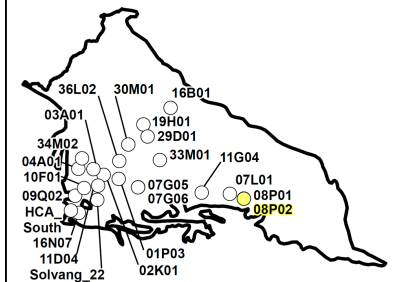 36L02
30M01
16B01
03A01
19H01
29D01
34M02
33M01
04A01
11G04
10F01
07L01
07G05
07G06
09Q02
08P01
08P02
HCA_
South
16N07
11D04
01P03
02K01
Solvang_22